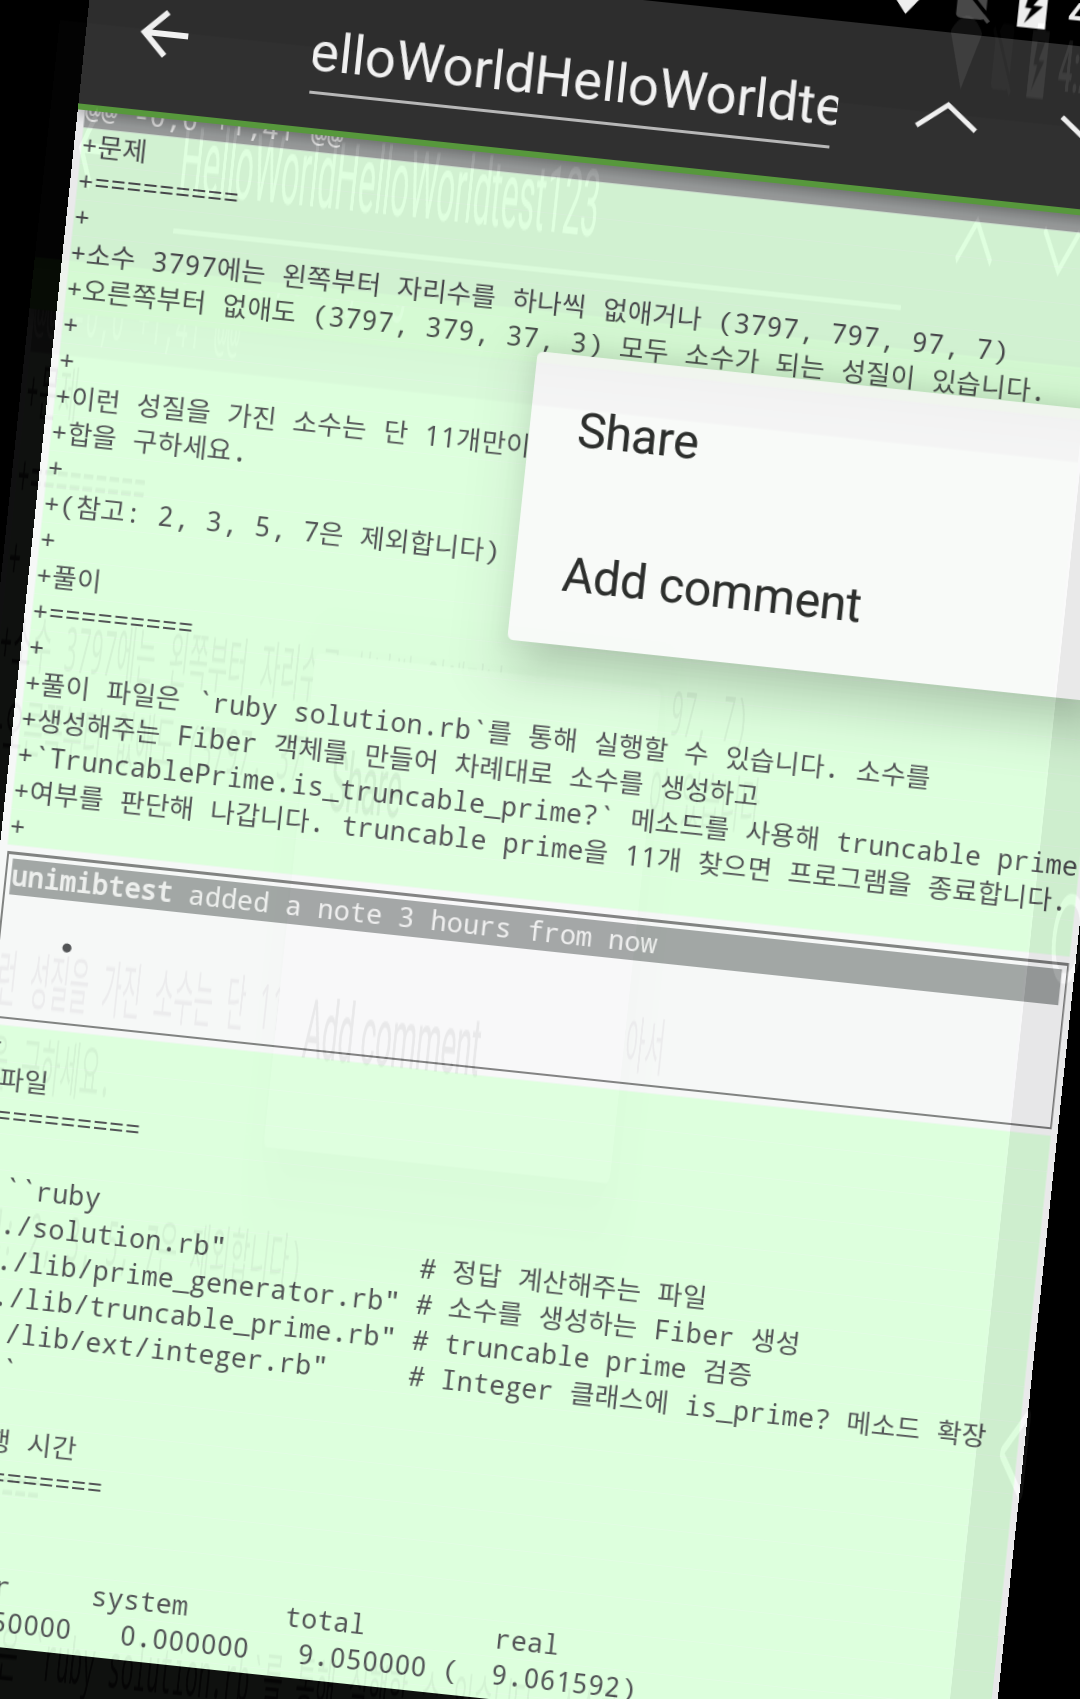 elloWorldHelloWorldte
@@ -0,0 +1,41 @@
HelloWorldHelloWorldtest123
+문제
+=========
+
+소수 3797에는 왼쪽부터 자리수를 하나씩 없애거나 (3797, 797, 97, 7)
+오른쪽부터 없애도 (3797, 379, 37, 3) 모두 소수가 되는 성질이 있습니다.
+
+
+이런 성질을 가진 소수는 단 11개만이
+합을 구하세요.
+
+(참고: 2, 3, 5, 7은 제외합니다)
+
+풀이
+=========
+
+풀이 파일은 `ruby solution.rb`를 통해 실행할 수 있습니다. 소수를
+생성해주는 Fiber 객체를 만들어 차례대로 소수를 생성하고
+`TruncablePrime.is_truncable_prime?` 메소드를 사용해 truncable prime
+여부를 판단해 나갑니다. truncable prime을 11개 찾으면 프로그램을 종료합니다.
+
Share
Add comment
unimibtest added a note 3 hours from now
•
파일
=========
``ruby
./solution.rb" # 정답 계산해주는 파일
./lib/prime_generator.rb" # 소수를 생성하는 Fiber 생성
./lib/truncable_prime.rb" # truncable prime 검증
/lib/ext/integer.rb" # Integer 클래스에 is_prime? 메소드 확장
`
시간
=======
r system total real
50000 0.000000 9.050000 ( 9.061592)